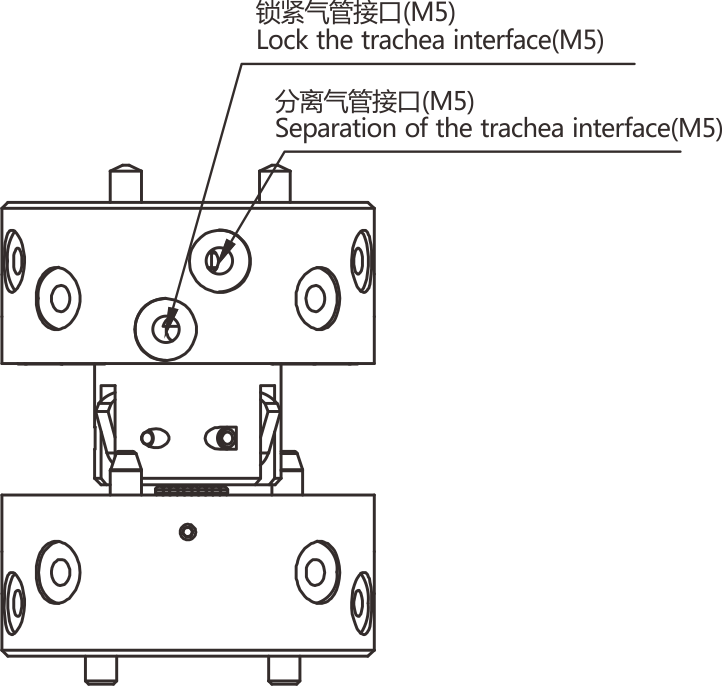 锁紧气管接口(M5)
Lock the trachea interface(M5)
分离气管接口(M5)
Separation of the trachea interface(M5)